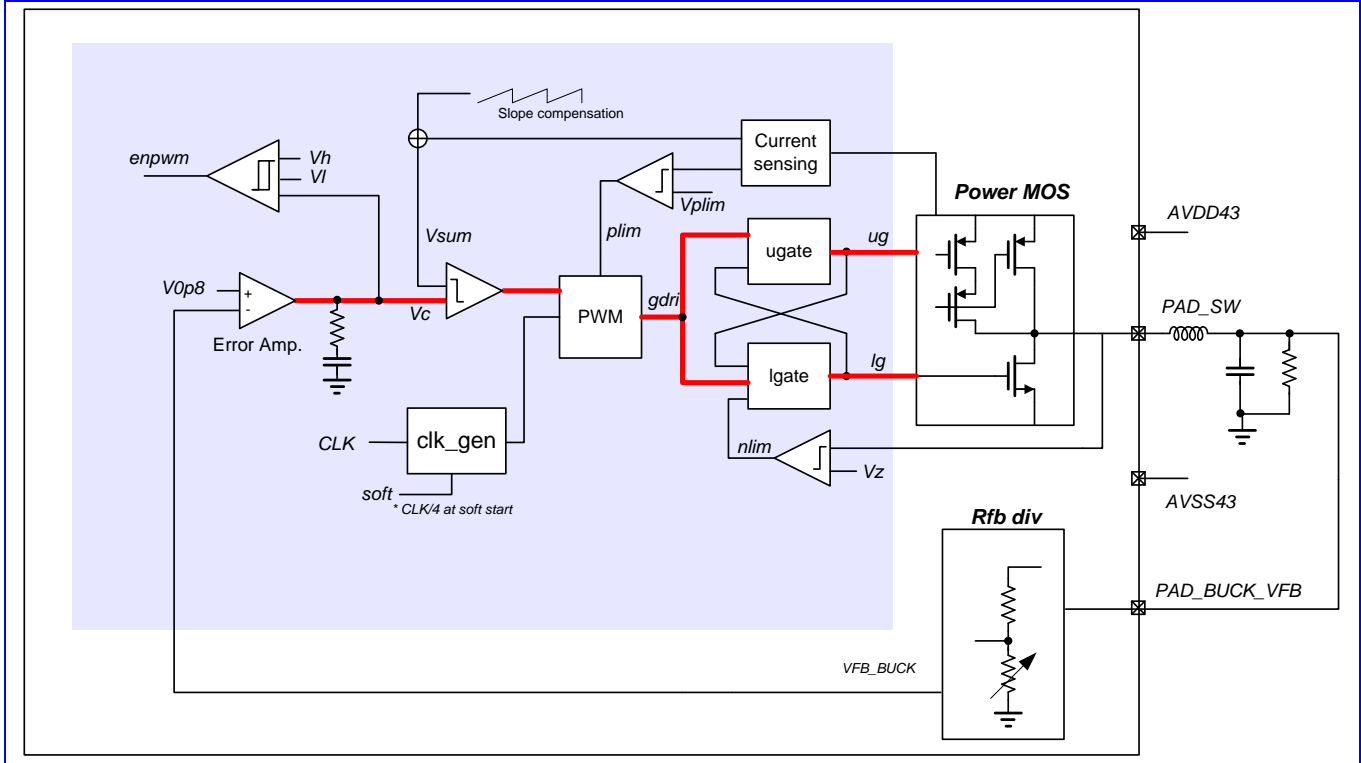 Slope compensation
enpwm
Vh
Vl
Current
sensing
Vplim
plim
Power MOS
AVDD43
Vsum
ugate
ug
V0p8
+
-
Vc
Error Amp.
PWM
gdri
PAD_SW
lgate
lg
CLK
clk_gen
nlim
Vz
soft
* CLK/4 at soft start
AVSS43
Rfb div
PAD_BUCK_VFB
VFB_BUCK